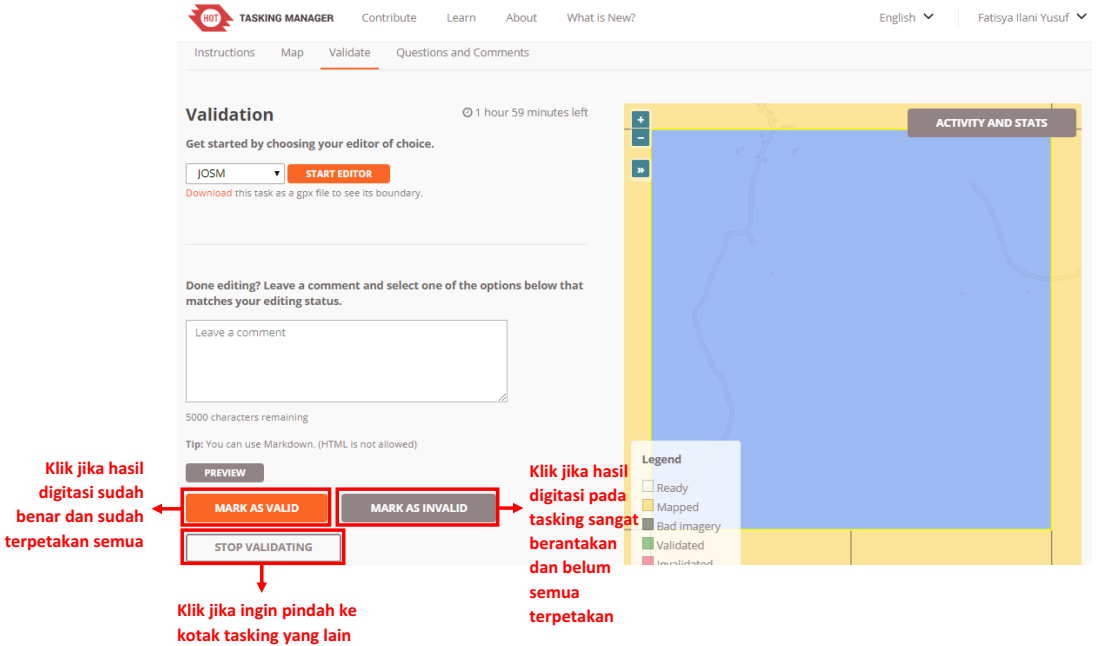 HOT TASKING MANAGER Contribute Learn About What is New? English Fatisya Ilani Yusuf
Instructions Map Validate Questions and Comments
Validation
1 hour 59 minutes left
Get started by choosing your editor of choice.
JOSM START EDITOR
Download this task as a gpx file to see its boundary.
Done editing? Leave a comment and select one of the options below that
matches your editing status.
Leave a comment
5000 characters remaining
Tip: You can use Markdown. (HTML is not allowed)
PREVIEW
MARK AS VALID MARK AS INVALID
STOP VALIDATING
Klik jika hasil
digitasi sudah
benar dan sudah
terpetakan semua
Klik jika ingin pindah ke
kotak tasking yang lain
Klik jika hasil
digitasi pada
tasking sangat
berantakan
dan belum
semua
terpetakan
+
−
»
ACTIVITY AND STATS
Legend
Ready
Mapped
Bad imagery
Validated
Invalidated